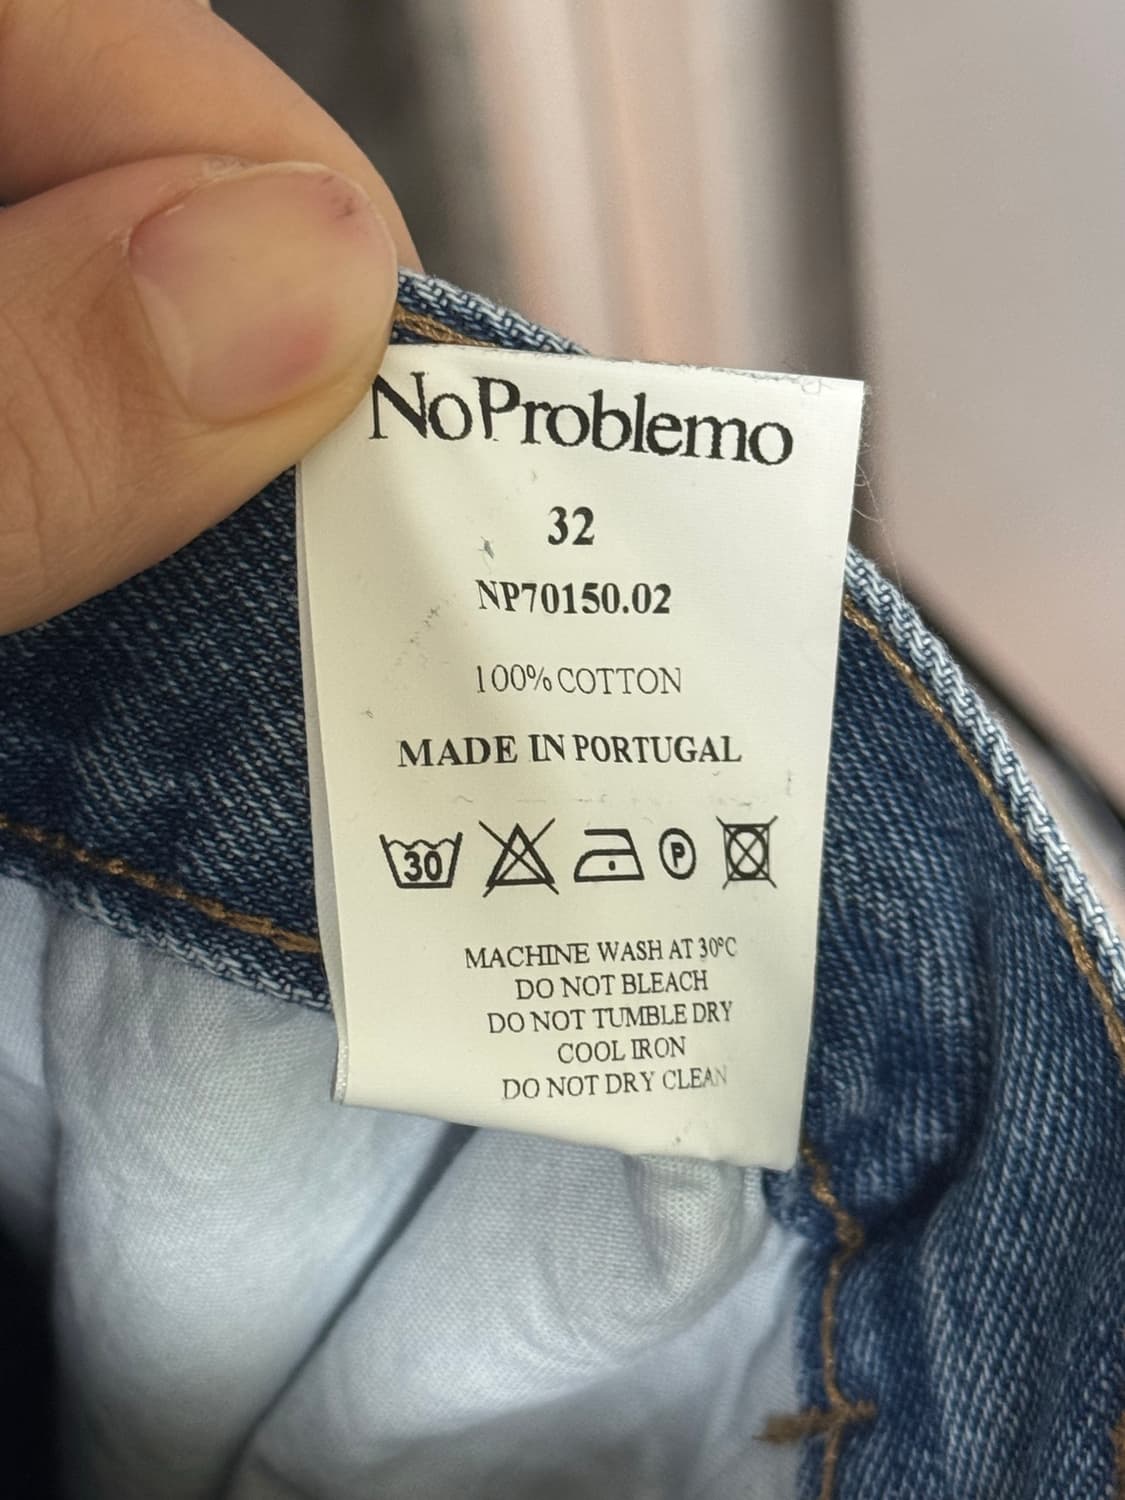 NoProblemo
32
NP70150.02
100% COTTON
MADE IN PORTUGAL
30 P
MACHINE WASH AT 30°C
DO NOT BLEACH
DO NOT TUMBLE DRY
COOL IRON
DO NOT DRY CLEAN